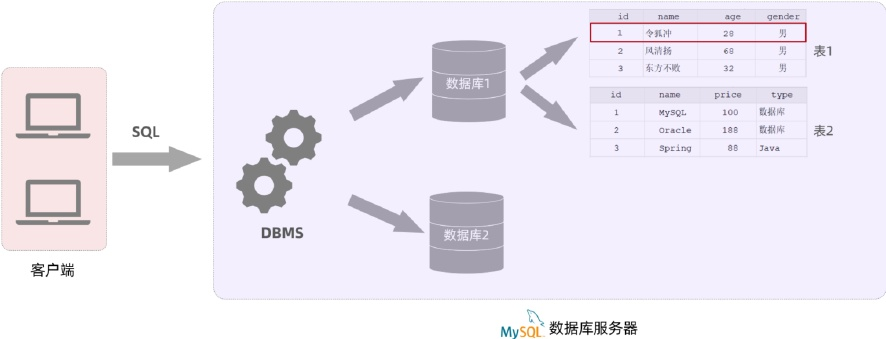 SQL
客户端
DBMS
数据库1
数据库2
id name age gender
1 令狐冲 28 男
2 风清扬 68 男
3 东方不败 32 男
表1
id name price type
1 MySQL 100 数据库
2 Oracle 188 数据库
3 Spring 88 Java
表2
MySQL 数据库服务器